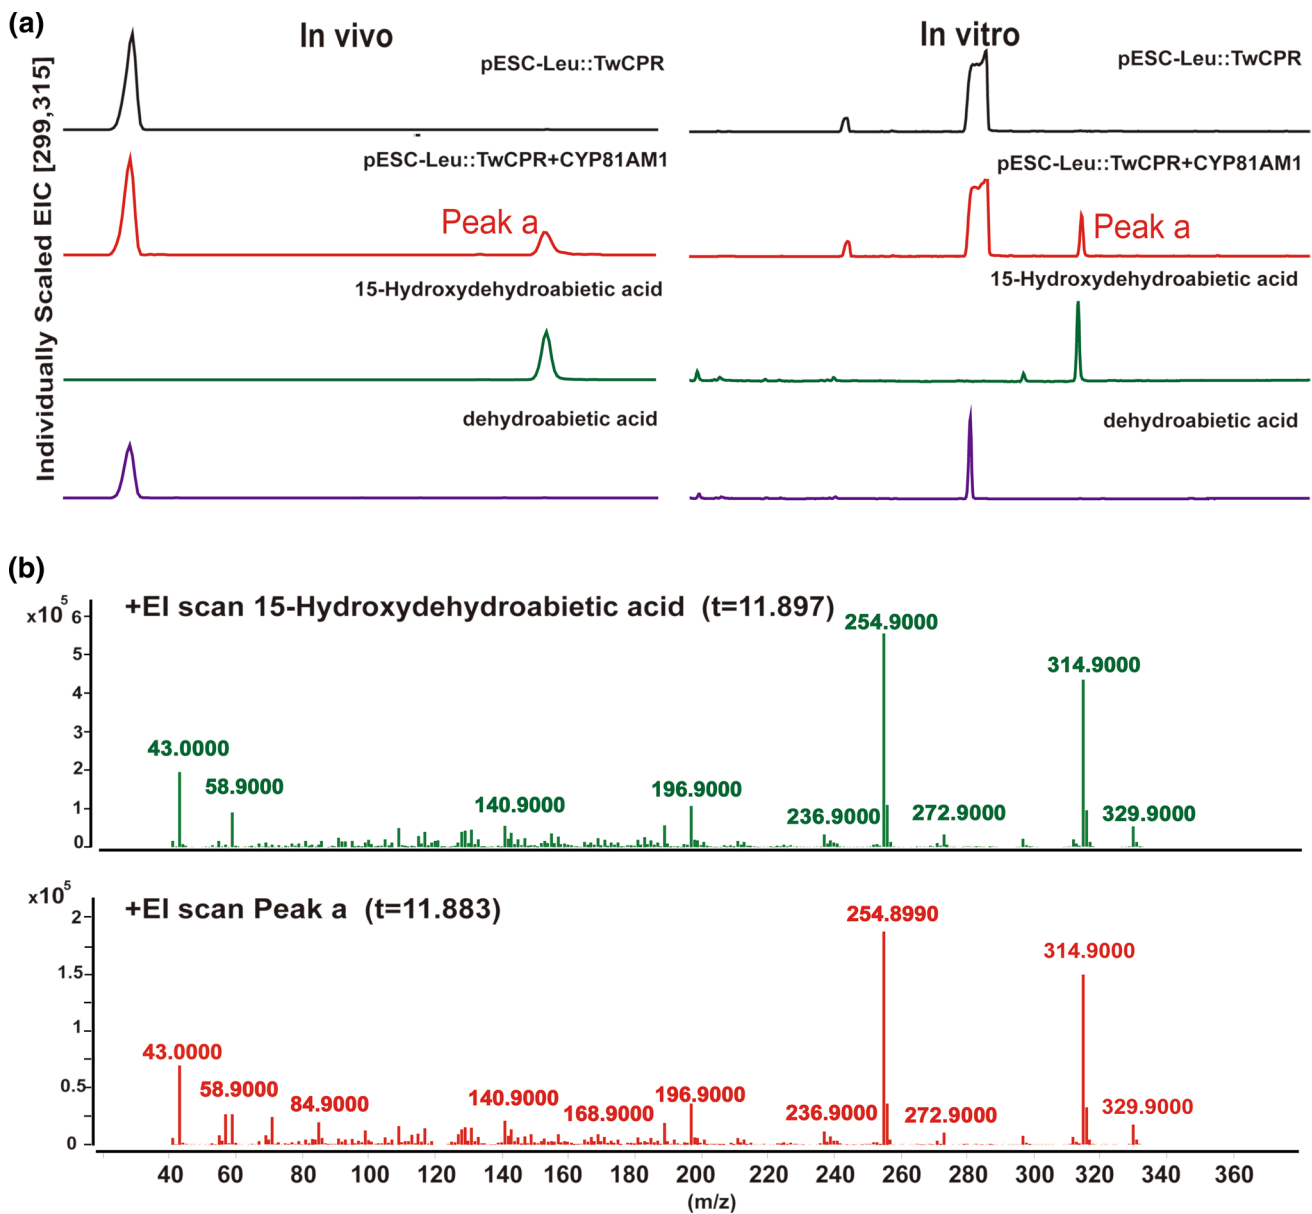 (a)
In vivo
In vitro
Individually Scaled EIC [299,315]
pESC-Leu::TwCPR
pESC-Leu::TwCPR
pESC-Leu::TwCPR+CYP81AM1
pESC-Leu::TwCPR+CYP81AM1
Peak a
Peak a
15-Hydroxydehydroabietic acid
15-Hydroxydehydroabietic acid
dehydroabietic acid
dehydroabietic acid
(b)
+EI scan 15-Hydroxydehydroabietic acid (t=11.897)
x10 5
6
5
4
3
2
1
0
43.0000
58.9000
140.9000
196.9000
236.9000
254.9000
272.9000
314.9000
329.9000
+EI scan Peak a (t=11.883)
x10 5
2
1.5
1
0.5
0
43.0000
58.9000
84.9000
140.9000
168.9000
196.9000
236.9000
254.8990
272.9000
314.9000
329.9000
40 60 80 100 120 140 160 180 200 220 240 260 280 300 320 340 360
(m/z)